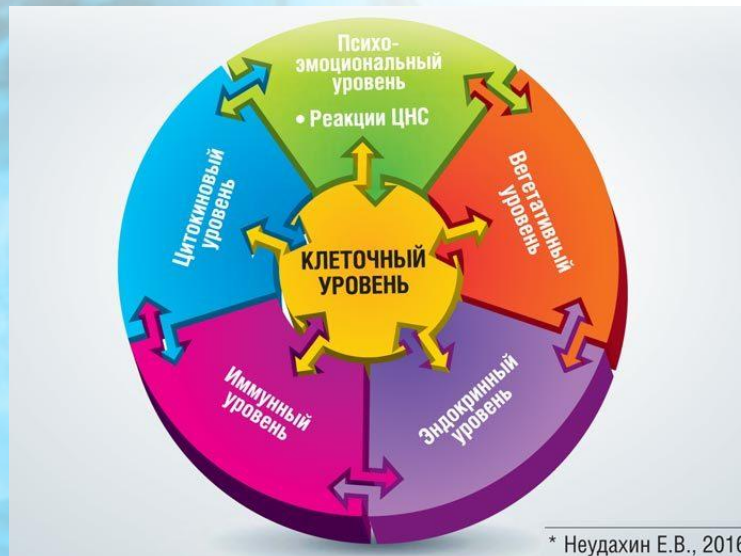 Психо-
эмоциональный
уровень
• Реакции ЦНС
Вегетативный
уровень
Эндокринный
уровень
Иммунный
уровень
Цитокиновый
уровень
КЛЕТОЧНЫЙ
УРОВЕНЬ
* Неудахин Е.В., 2016